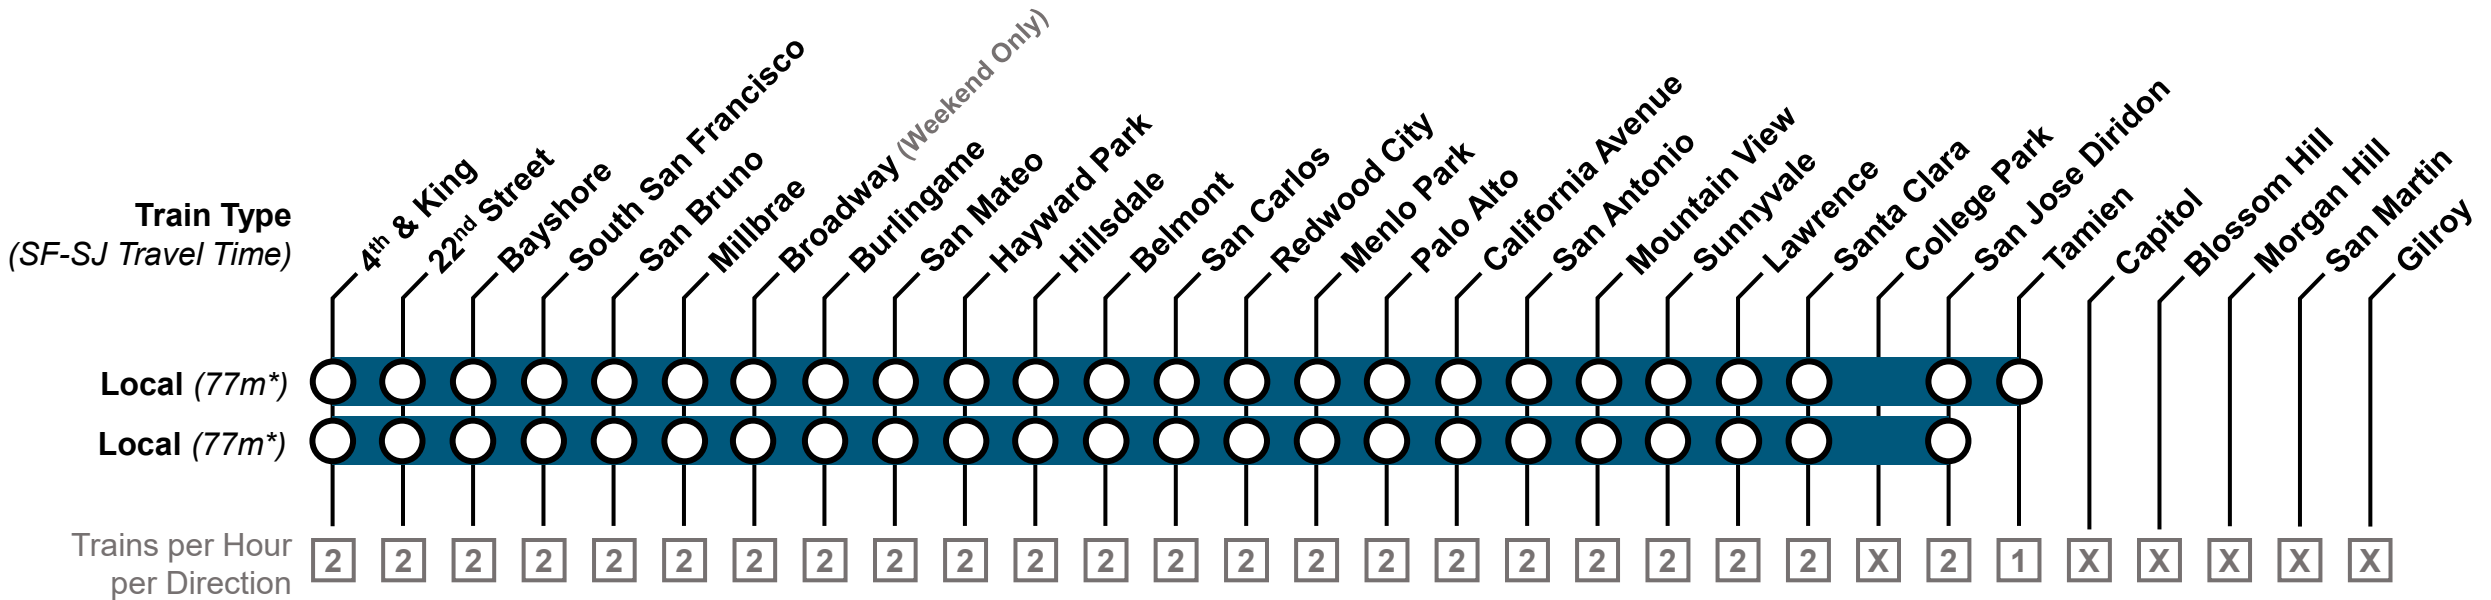 Train Type
(SF-SJ Travel Time)
4th & King
22nd Street
Bayshore
South San Francisco
San Bruno
Millbrae
Broadway (Weekend Only)
Burlingame
San Mateo
Hayward Park
Hillsdale
Belmont
San Carlos
Redwood City
Menlo Park
Palo Alto
California Avenue
San Antonio
Mountain View
Sunnyvale
Lawrence
Santa Clara
College Park
San Jose Diridon
Tamien
Capitol
Blossom Hill
Morgan Hill
San Martin
Gilroy
Local (77m*)
Local (77m*)
Trains per Hour
per Direction
2 2 2 2 2 2 2 2 2 2 2 2 2 2 2 2 2 2 2 2 2 2 X 2 1 X X X X X